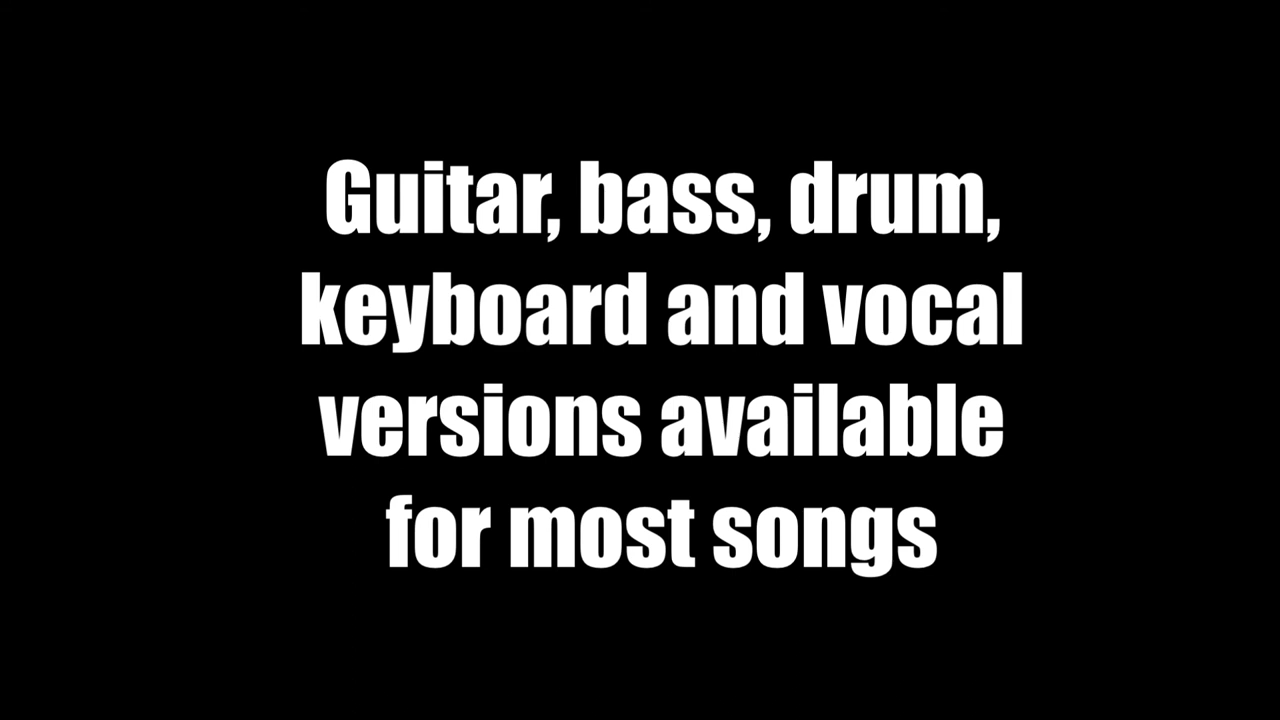 Guitar, bass, drum,
keyboard and vocal
versions available
for most songs